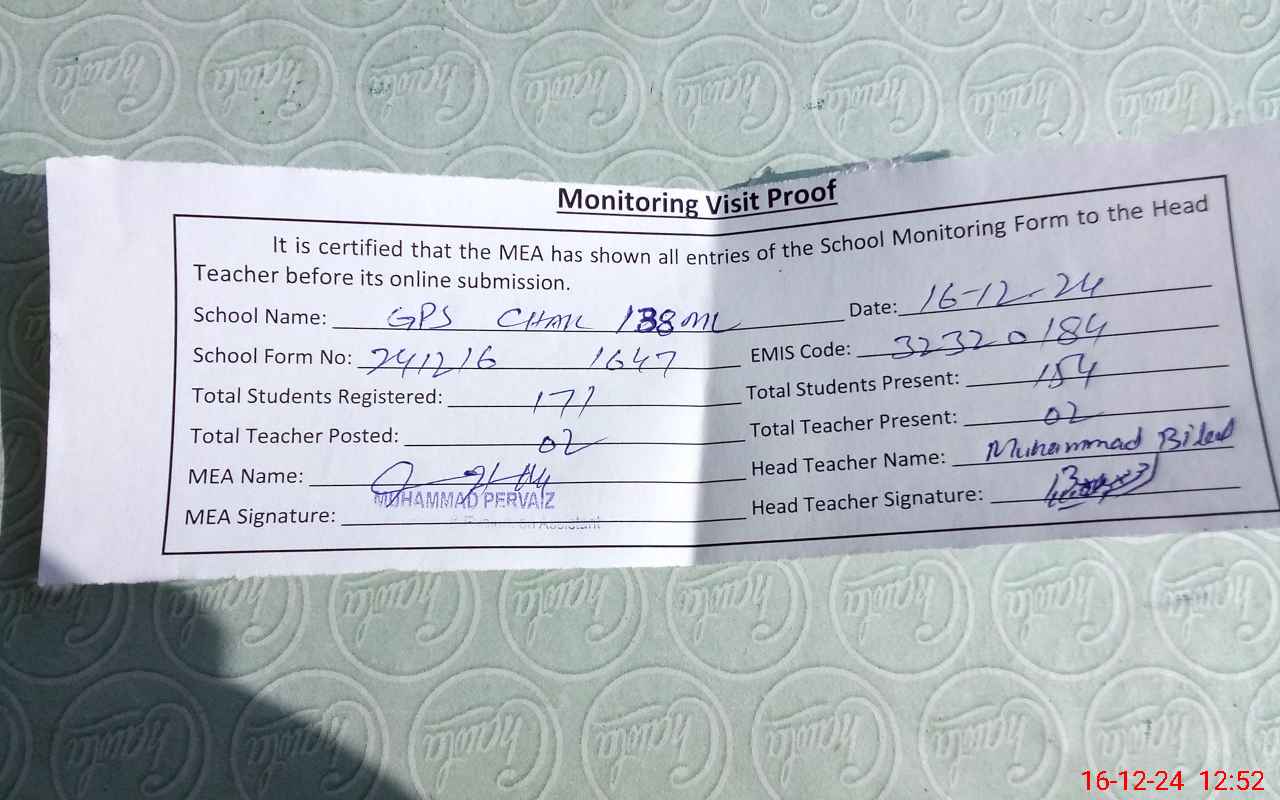 Monitoring Visit Proof
It is certified that the MEA has shown all entries of the School Monitoring Form to the Head
Teacher before its online submission.
School Name: GPS CHAK 138 ML Date: 16-12-24
School Form No: 241216 1647 EMIS Code: 32320184
Total Students Registered: 171 Total Students Present: 154
Total Teacher Posted: 02 Total Teacher Present: 02
MEA Name: Head Teacher Name: Muhammad Bilal
MUHAMMAD PERVAIZ
MEA Signature: Assistant Head Teacher Signature:
Chawla
16-12-24 12:52